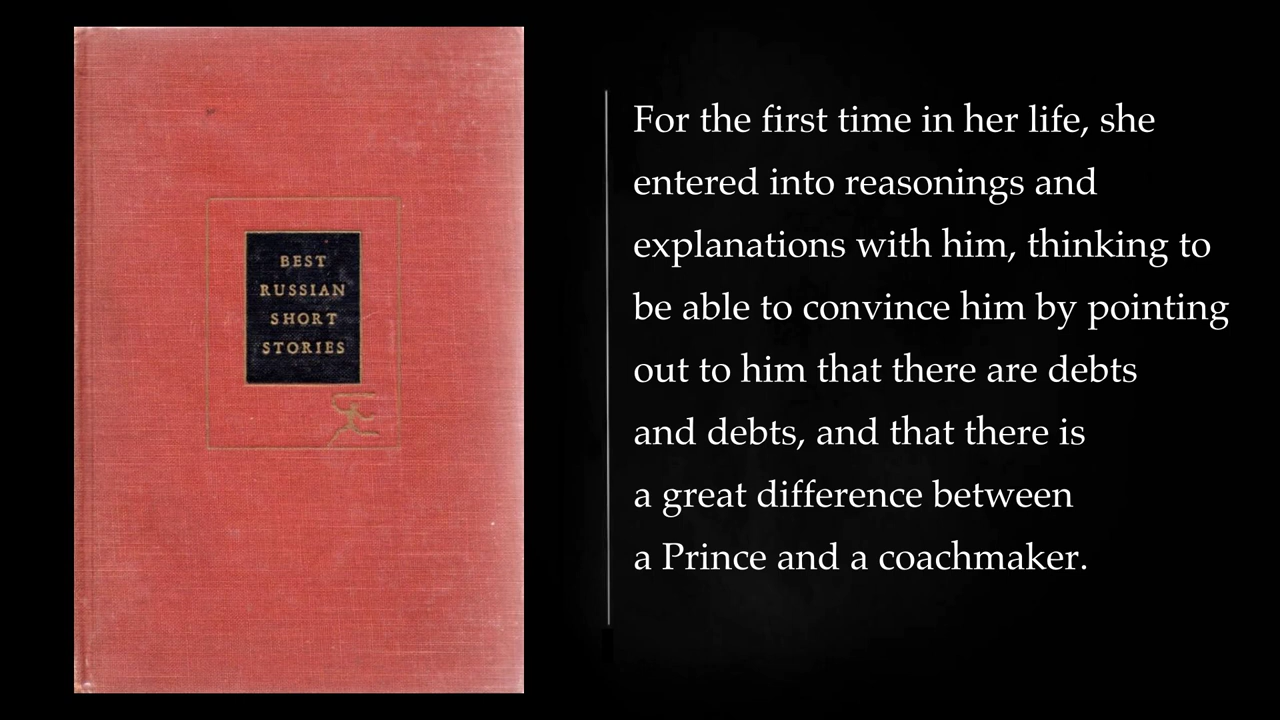 BEST
RUSSIAN
SHORT
STORIES
For the first time in her life, she
entered into reasonings and
explanations with him, thinking to
be able to convince him by pointing
out to him that there are debts
and debts, and that there is
a great difference between
a Prince and a coachmaker.